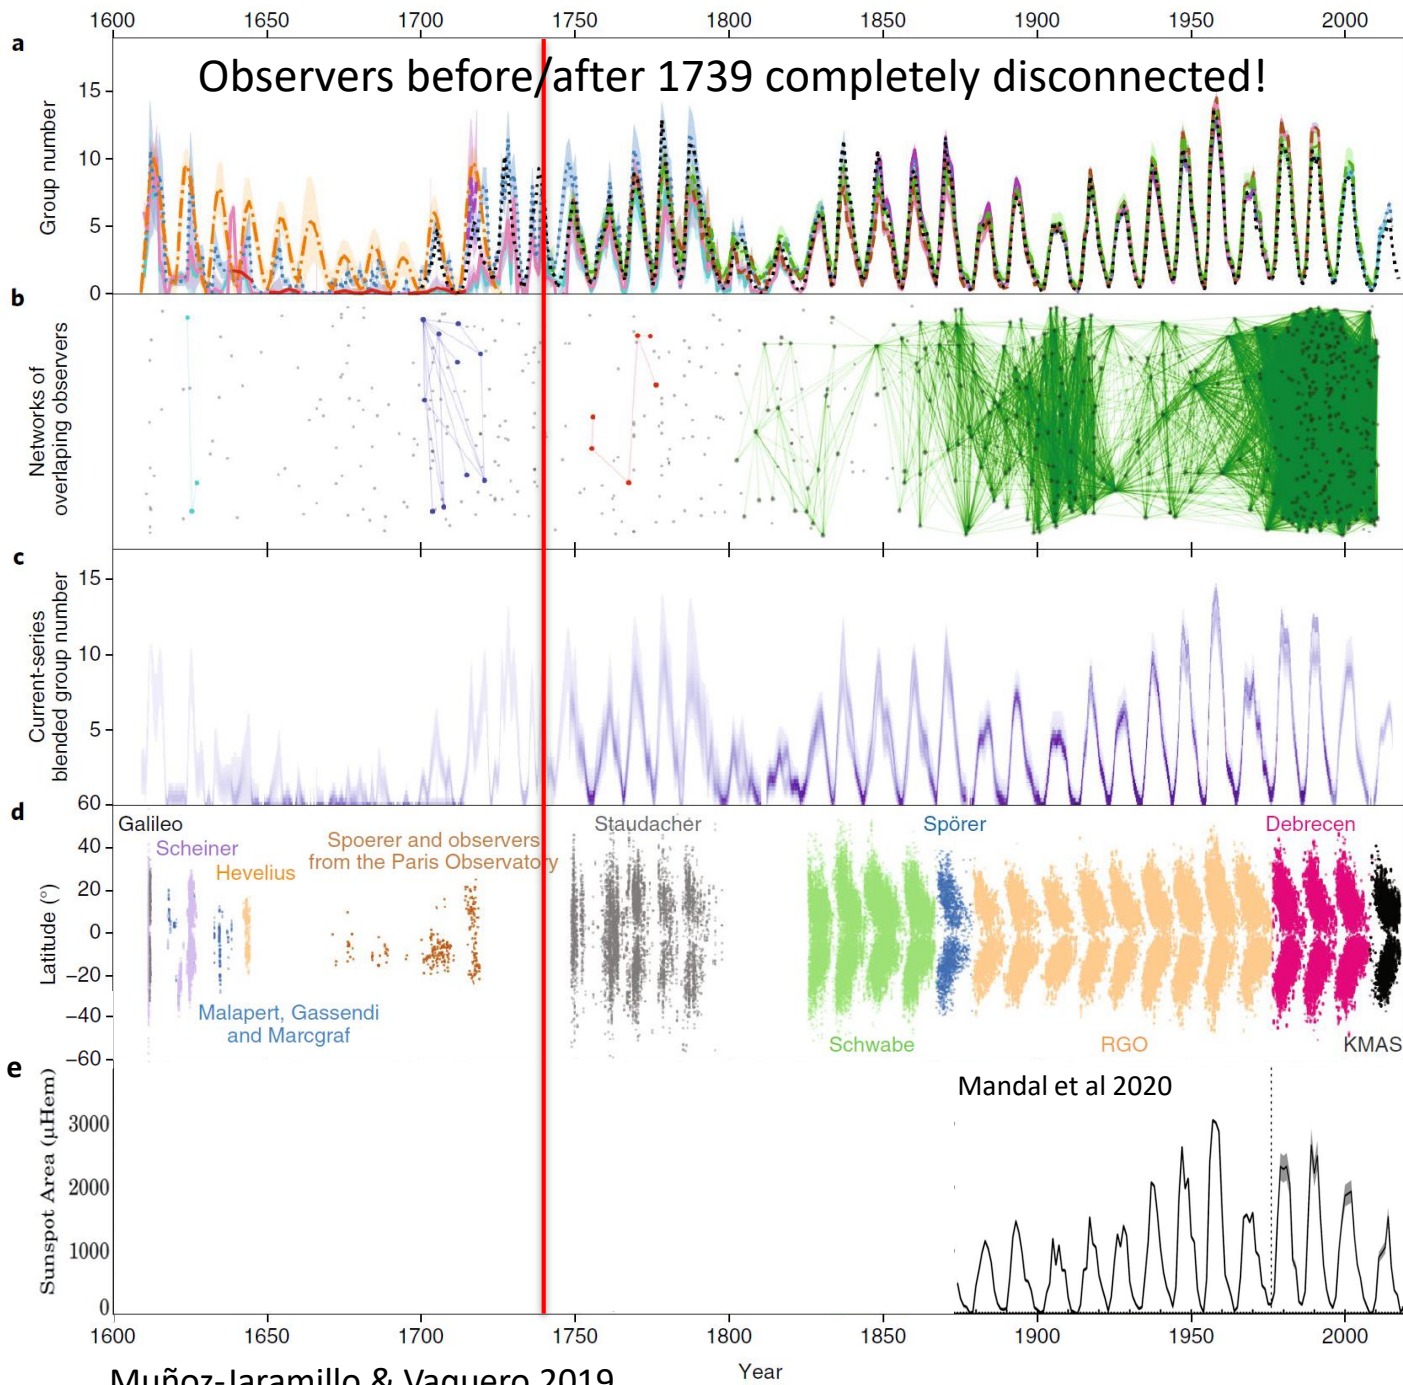 1600 1650 1700 1750 1800 1850 1900 1950 2000
a
Observers before/after 1739 completely disconnected!
15
10
5
0
Group number
b
Networks of
overlaping observers
c
15
10
5
60
Current-series
blended group number
d
Galileo
Scheiner
Hevelius
Spoerer and observers
from the Paris Observatory
Staudacher
Spörer
Debrecen
40
20
0
−20
−40
−60
Latitude (°)
Malapert, Gassendi
and Marcgraf
Schwabe
RGO
KMAS
e
Mandal et al 2020
3000
2000
1000
0
Sunspot Area (μHem)
1600 1650 1700 1750 1800 1850 1900 1950 2000
Year
Muñoz-Jaramillo & Vaquero 2019